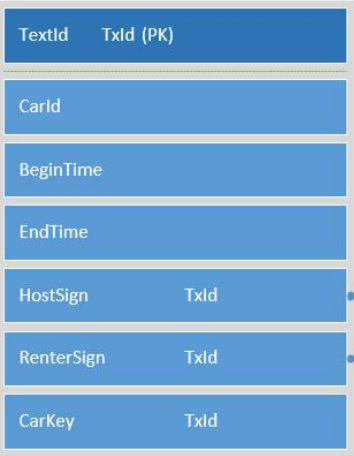 TextId TxId (PK)
CarId
BeginTime
EndTime
HostSign TxId
RenterSign TxId
CarKey TxId